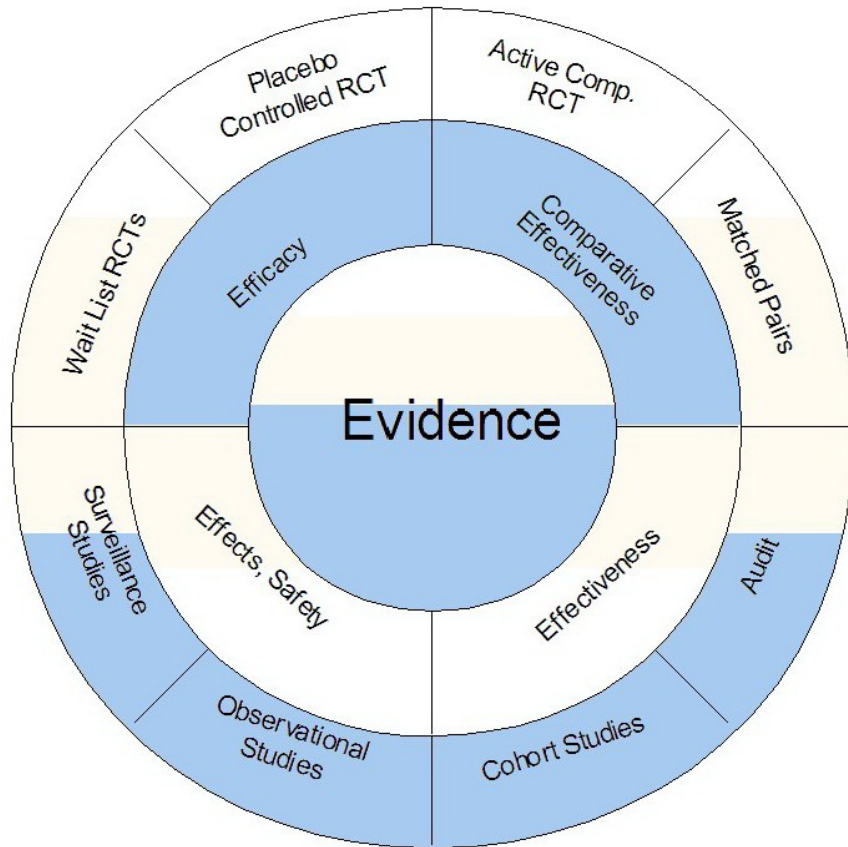 Placebo
Controlled RCT
Active Comp.
RCT
Wait List RCTs
Matched Pairs
Efficacy
Comparative
Effectiveness
Evidence
Surveillance
Studies
Effects, Safety
Effectiveness
Audit
Observational
Studies
Cohort Studies